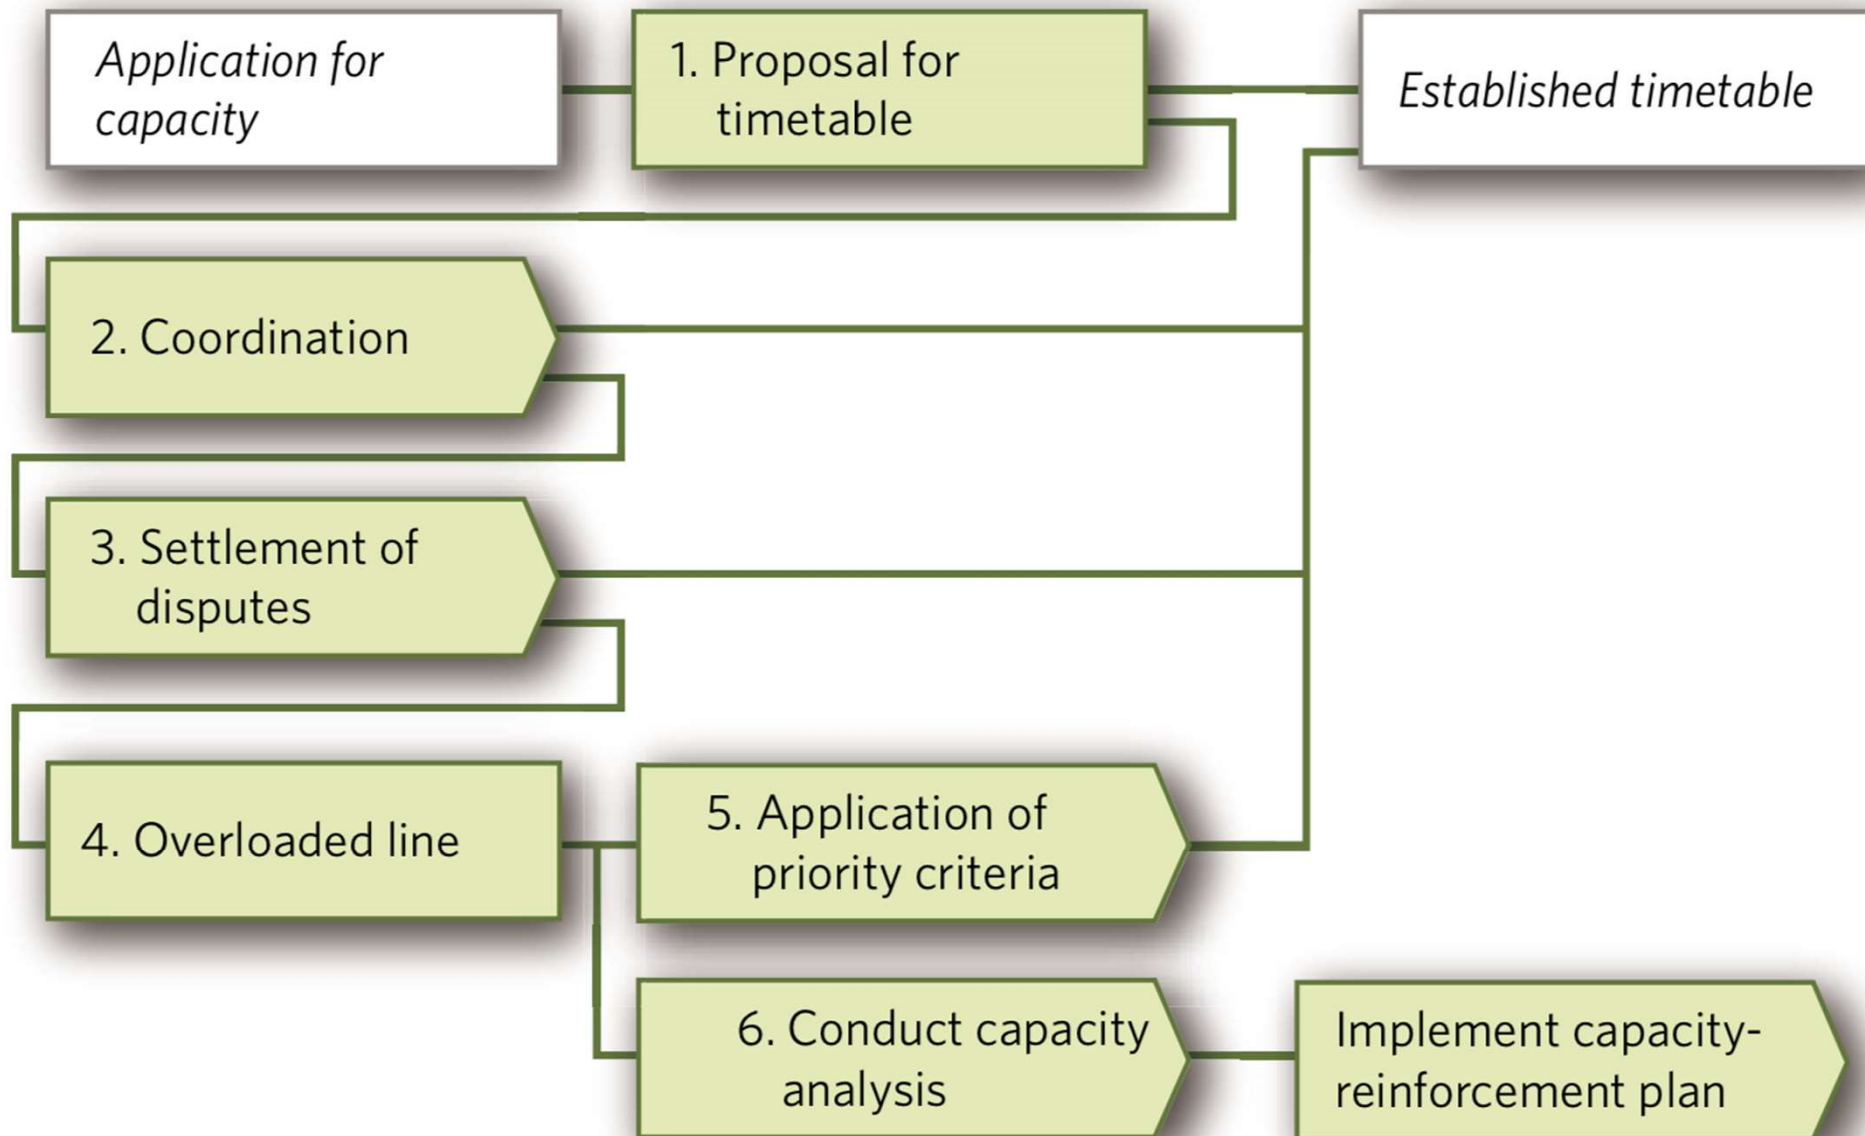 Application for
capacity
1. Proposal for
timetable
Established timetable
2. Coordination
3. Settlement of
disputes
4. Overloaded line
5. Application of
priority criteria
6. Conduct capacity
analysis
Implement capacity-
reinforcement plan